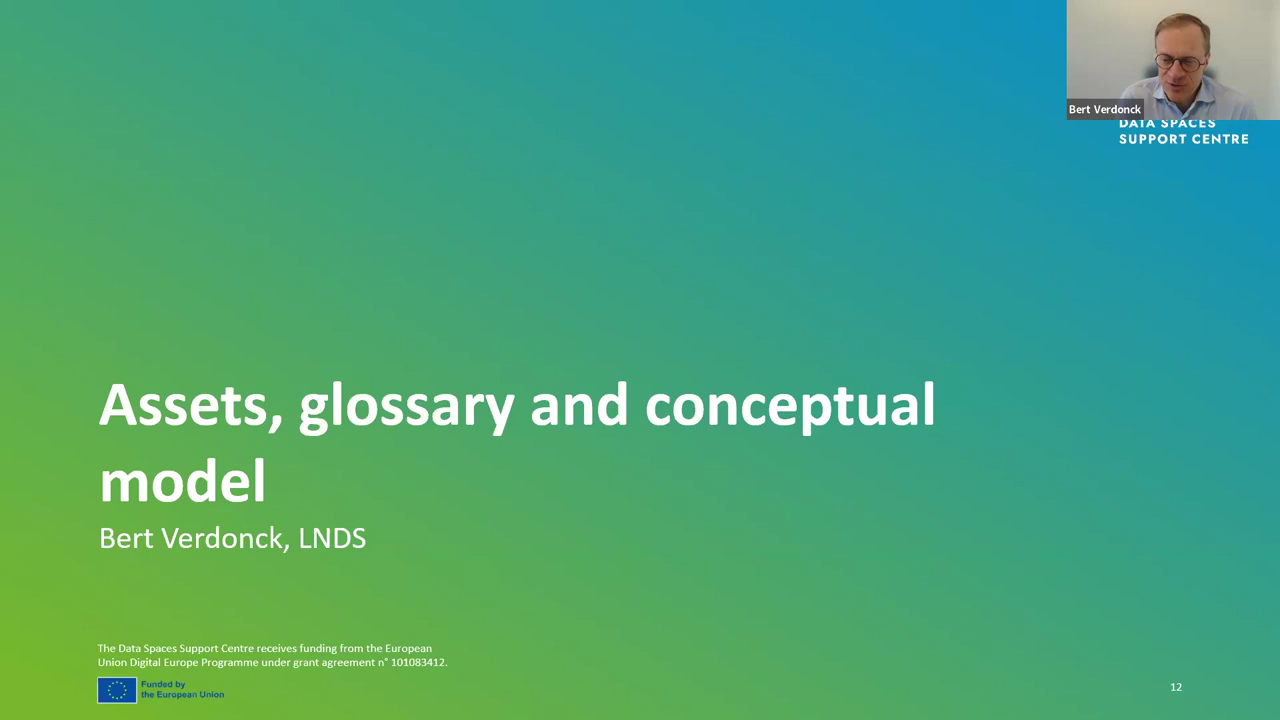 Bert Verdonck
DATA SPACES
SUPPORT CENTRE
Assets, glossary and conceptual
model
Bert Verdonck, LNDS
The Data Spaces Support Centre receives funding from the European
Union Digital Europe Programme under grant agreement n° 101083412.
Funded by
the European Union
12